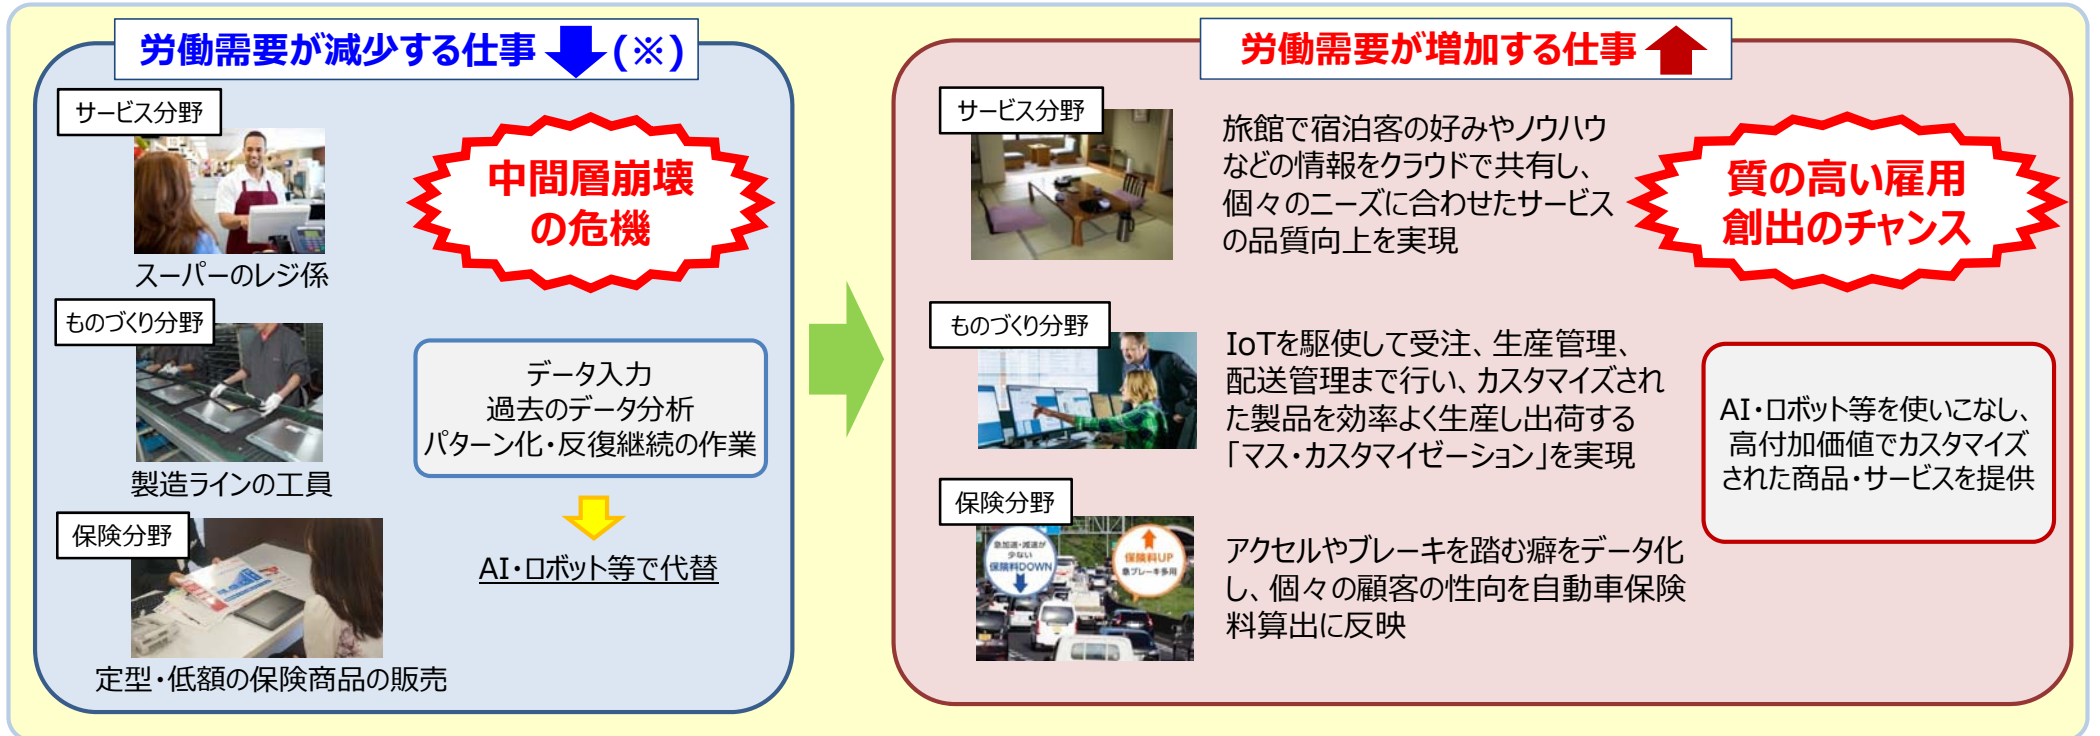 労働需要が減少する仕事 (※)
サービス分野
スーパーのレジ係
ものづくり分野
製造ラインの工員
保険分野
定型・低額の保険商品の販売
中間層崩壊
の危機
データ入力
過去のデータ分析
パターン化・反復継続の作業
AI・ロボット等で代替
労働需要が増加する仕事
サービス分野
旅館で宿泊客の好みやノウハウ
などの情報をクラウドで共有し、
個々のニーズに合わせたサービス
の品質向上を実現
ものづくり分野
IoTを駆使して受注、生産管理、
配送管理まで行い、カスタマイズされ
た製品を効率よく生産し出荷する
「マス・カスタマイゼーション」を実現
保険分野
急加速・減速が
少ない
保険料DOWN
保険料UP
急ブレーキ多用
アクセルやブレーキを踏む癖をデータ化
し、個々の顧客の性向を自動車保険
料算出に反映
質の高い雇用
創出のチャンス
AI・ロボット等を使いこなし、
高付加価値でカスタマイズ
された商品・サービスを提供